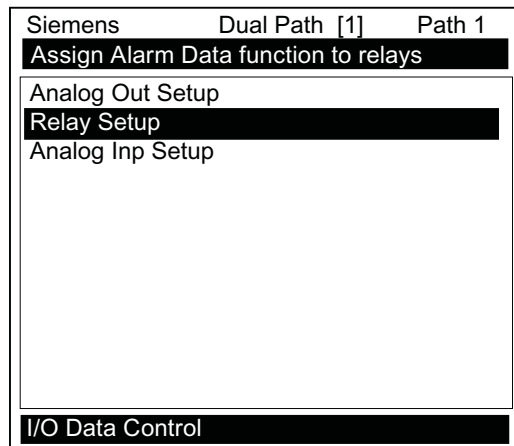 Siemens Dual Path [1] Path 1
Assign Alarm Data function to relays
Analog Out Setup
Relay Setup
Analog Inp Setup
I/O Data Control